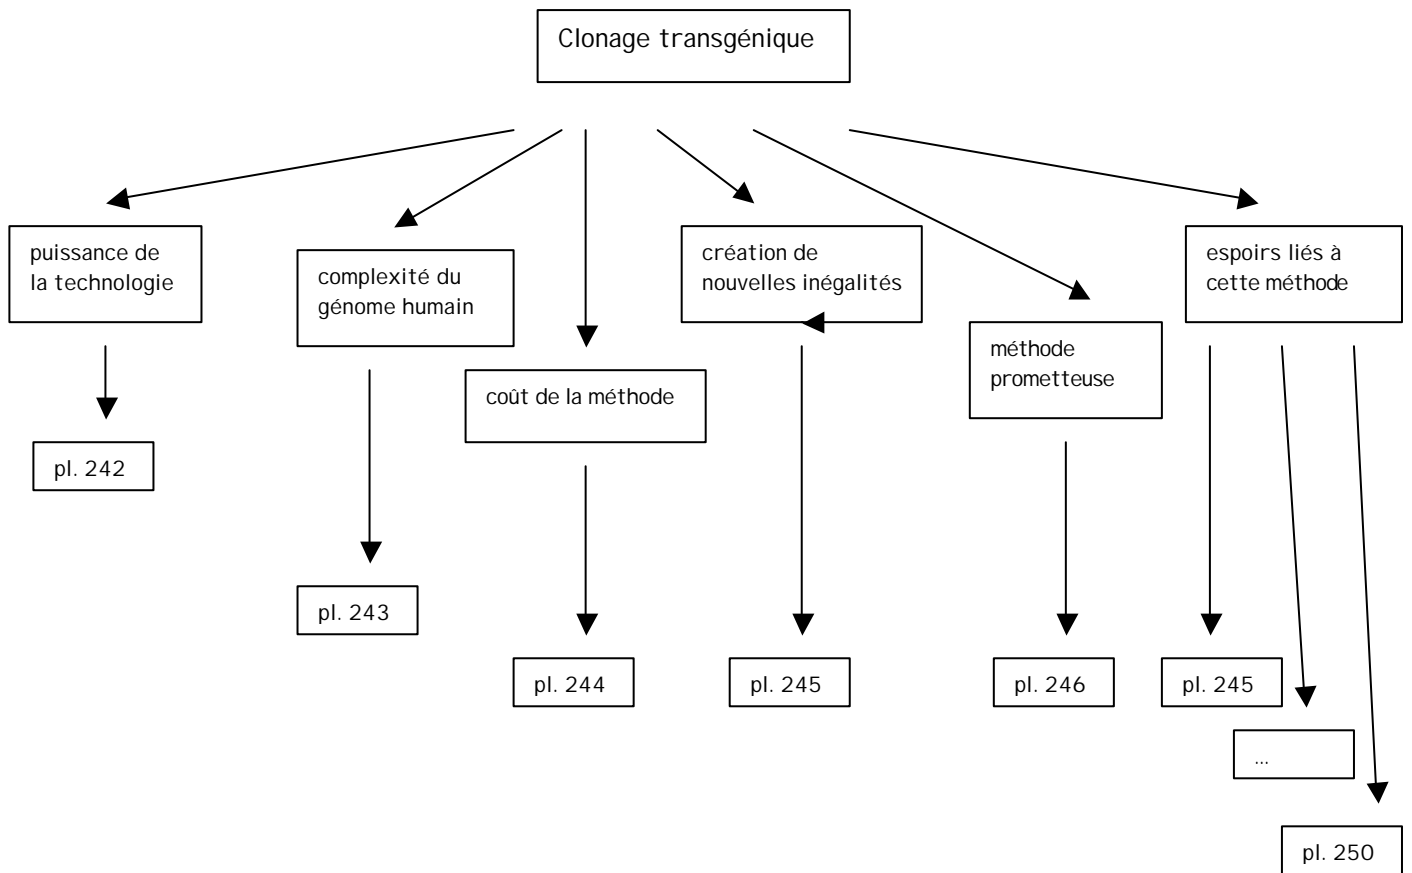 Clonage transgénique
puissance de
la technologie
complexité du
génome humain
coût de la méthode
création de
nouvelles inégalités
méthode
prometteuse
espoirs liés à
cette méthode
pl. 242
pl. 243
pl. 244
pl. 245
pl. 246
pl. 245
...
pl. 250